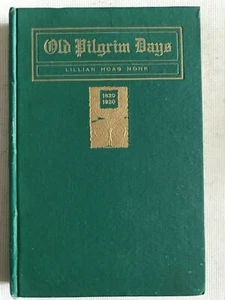 Old Pilgrim Days
LILLIAN HOAG MONK
1620
1920